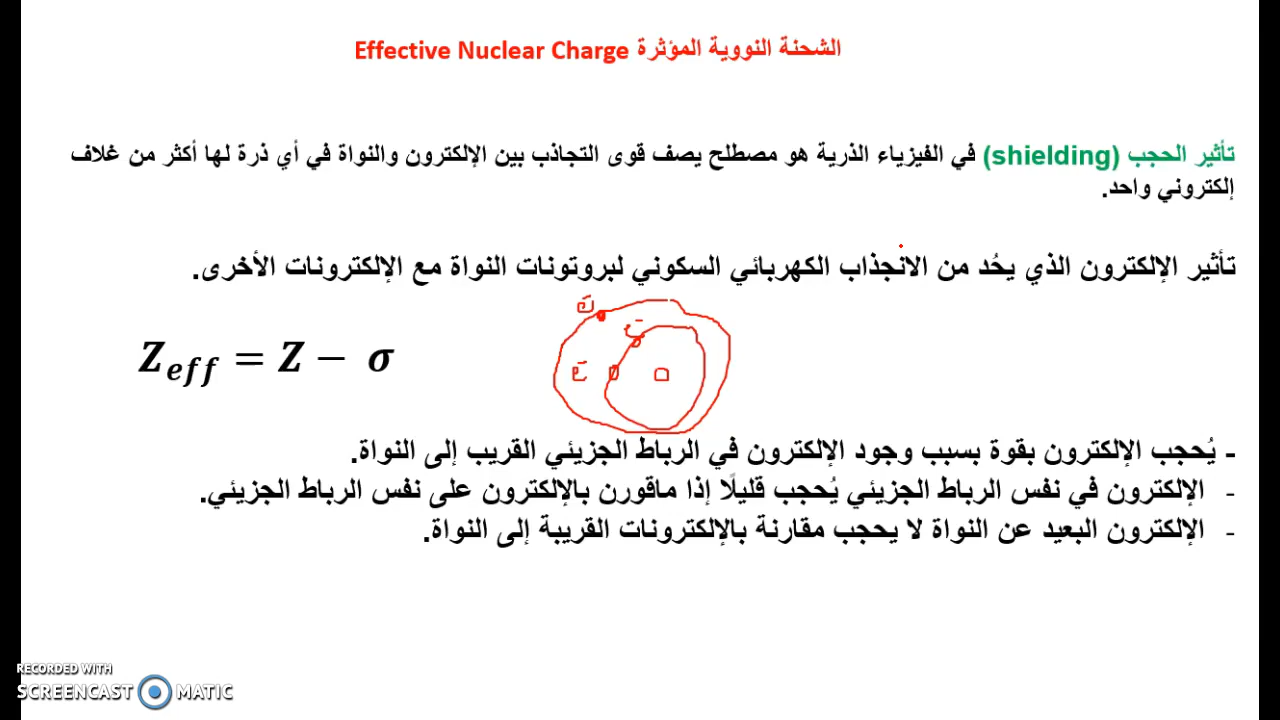 الشحنة النووية المؤثرة Effective Nuclear Charge
تأثير الحجب (shielding) في الفيزياء الذرية هو مصطلح يصف قوى التجاذب بين الإلكترون والنواة في أي ذرة لها أكثر من غلاف
إلكتروني واحد.
تأثير الإلكترون الذي يحُد من الانجذاب الكهربائي السكوني لبروتونات النواة مع الإلكترونات الأخرى.
Z_eff = Z − σ
- يُحجب الإلكترون بقوة بسبب وجود الإلكترون في الرباط الجزيئي القريب إلى النواة.
- الإلكترون في نفس الرباط الجزيئي يُحجب قليلًا إذا ماقورن بالإلكترون على نفس الرباط الجزيئي.
- الإلكترون البعيد عن النواة لا يحجب مقارنة بالإلكترونات القريبة إلى النواة.
RECORDED WITH
SCREENCAST MATIC